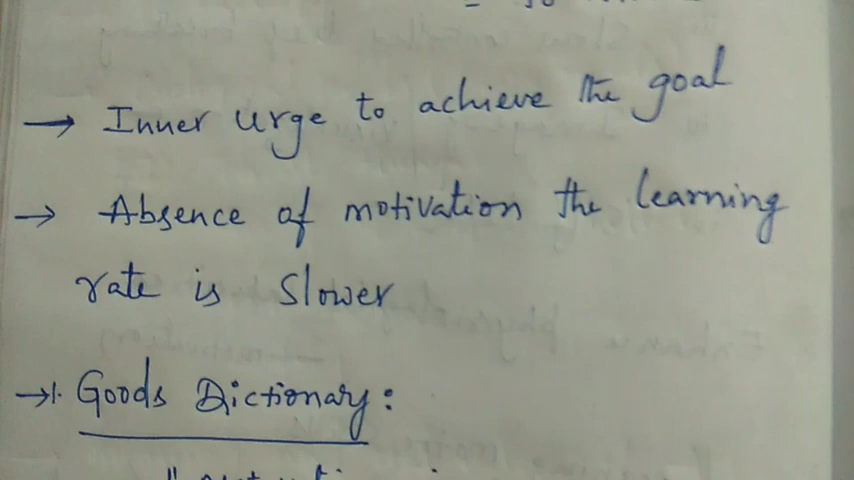 → Inner urge to achieve the goal
→ Absence of motivation the learning
rate is slower
→1. Goods Dictionary: